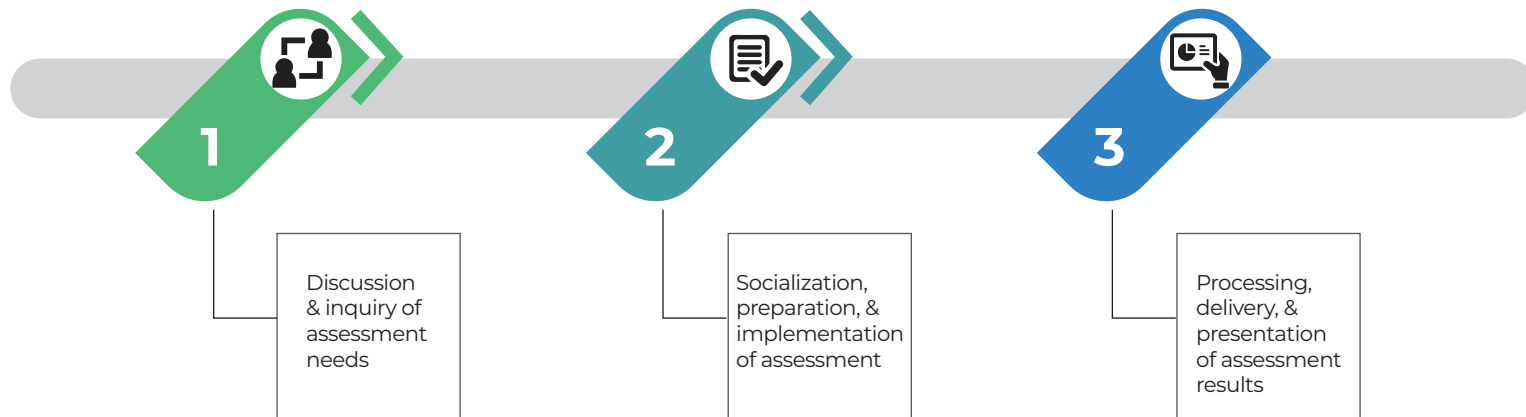 1
Discussion
& inquiry of
assessment
needs
2
Socialization,
preparation, &
implementation
of assessment
3
Processing,
delivery, &
presentation
of assessment
results